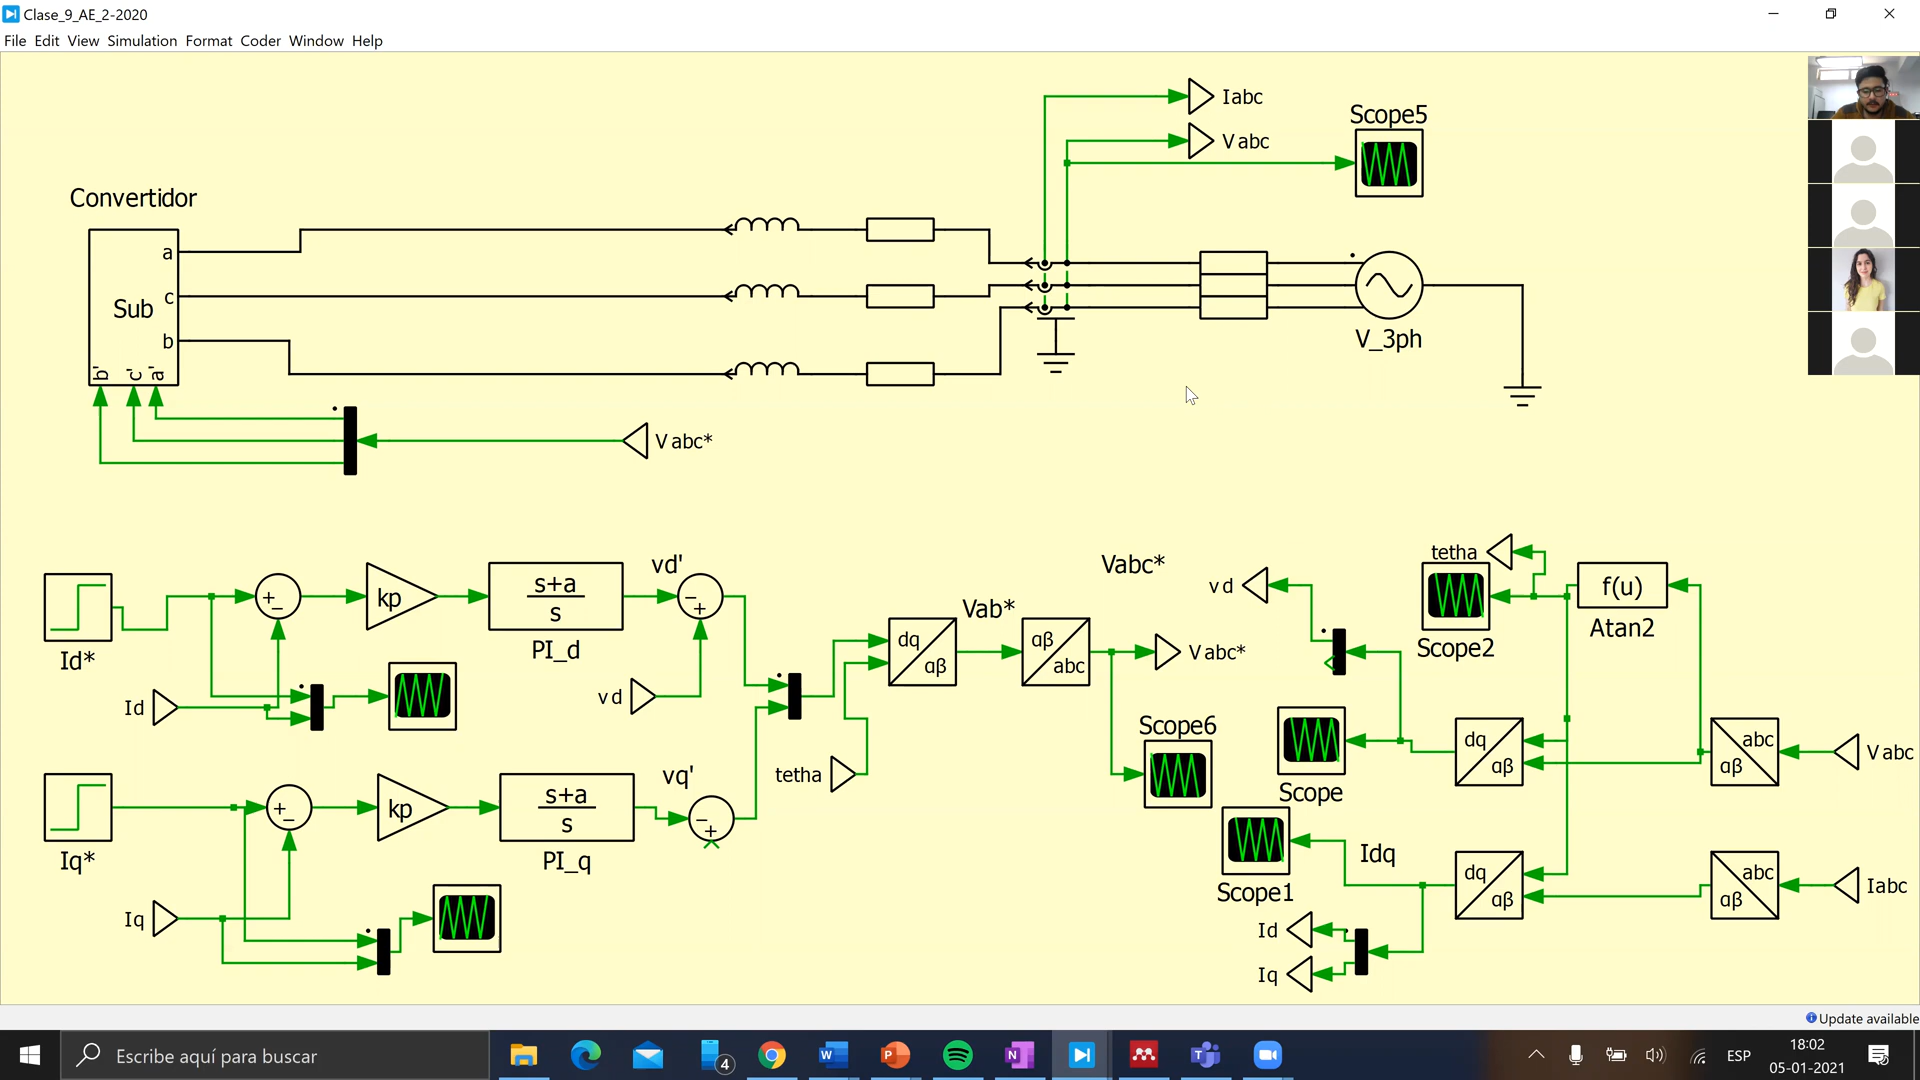 Clase_9_AE_2-2020
File Edit View Simulation Format Coder Window Help
Iabc
Vabc
Scope5
Convertidor
a
c
b
Sub
b' c' a'
V_3ph
Vabc*
Id*
+
−
kp
s+a
s
PI_d
vd'
−
+
Id
vd
Iq*
+
−
kp
s+a
s
PI_q
vq'
−
+
Iq
tetha
dq
αβ
Vab*
αβ
abc
Vabc*
Vabc*
Scope6
vd
tetha
Scope2
f(u)
Atan2
Scope
dq
αβ
abc
αβ
Vabc
Scope1
Idq
dq
αβ
abc
αβ
Iabc
Id
Iq
Update available
Escribe aquí para buscar
4
ESP
18:02
05-01-2021